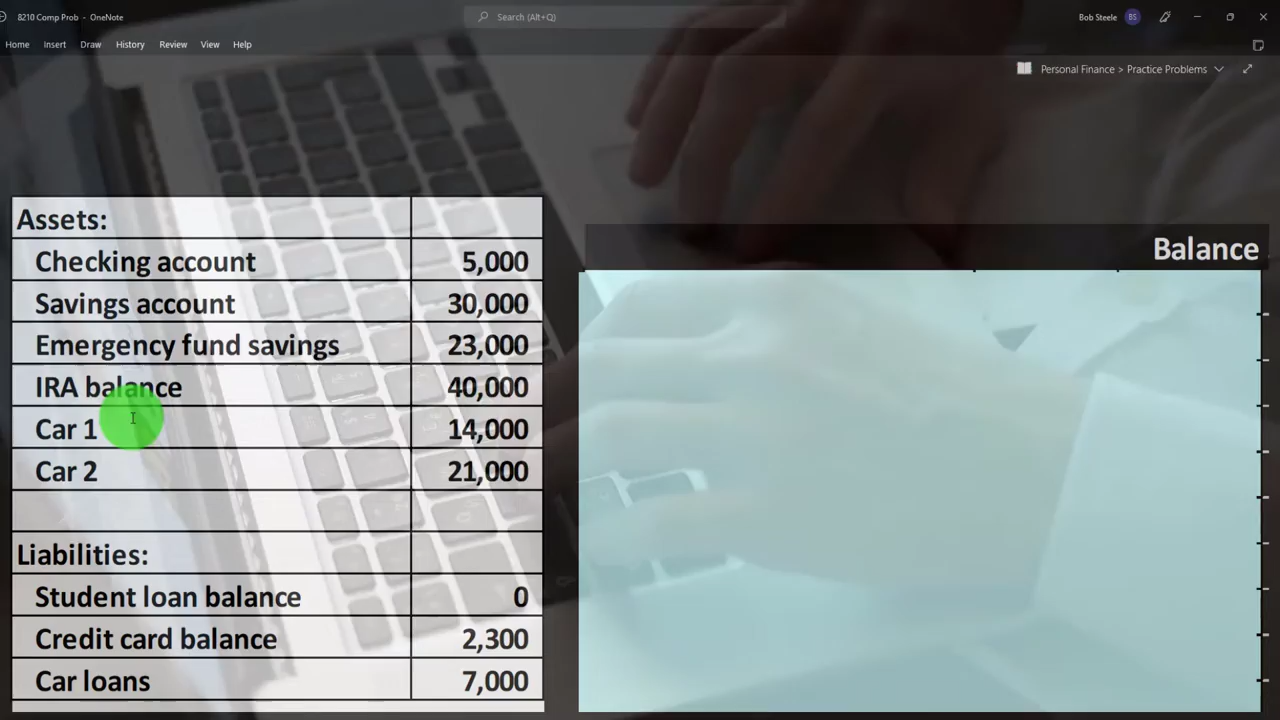 8210 Comp Prob - OneNote
Search (Alt+Q)
Bob Steele
BS
Home Insert Draw History Review View Help
Personal Finance > Practice Problems
Balance
Assets:
Checking account 5,000
Savings account 30,000
Emergency fund savings 23,000
IRA balance 40,000
Car 1 14,000
Car 2 21,000
Liabilities:
Student loan balance 0
Credit card balance 2,300
Car loans 7,000